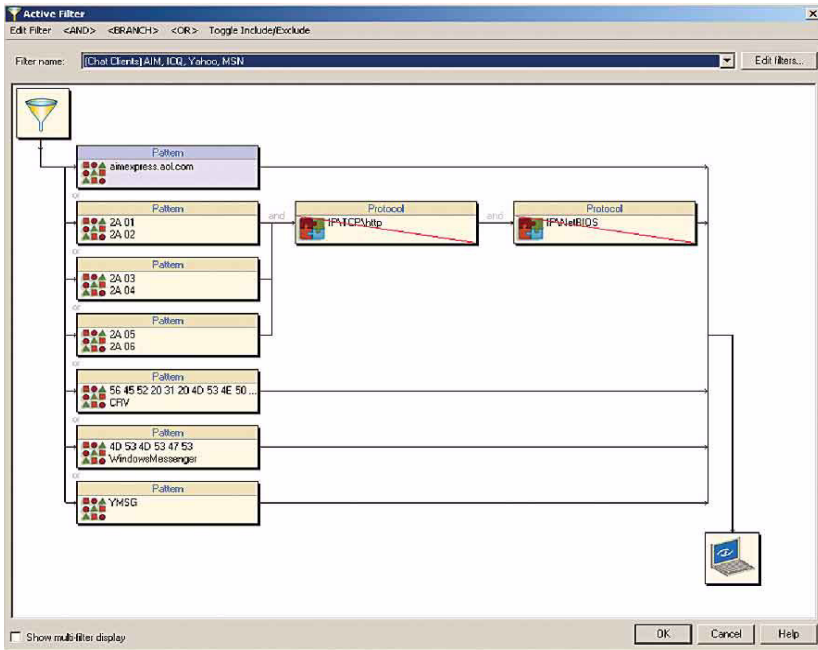 Active Filter
Edit Filter <AND> <BRANCH> <OR> Toggle Include/Exclude
Filter name: [Chat Clients] AIM, ICQ, Yahoo, MSN Edit filters...
Pattern
aimexpress.aol.com
or
Pattern
2A 01
2A 02
and
Protocol
IP\TCP\http
and
Protocol
IP\NetBIOS
or
Pattern
2A 03
2A 04
or
Pattern
2A 05
2A 06
or
Pattern
56 45 52 20 31 20 4D 53 4E 50 ...
CRV
or
Pattern
4D 53 4D 53 47 53
WindowsMessenger
or
Pattern
YMSG
Show multi-filter display OK Cancel Help